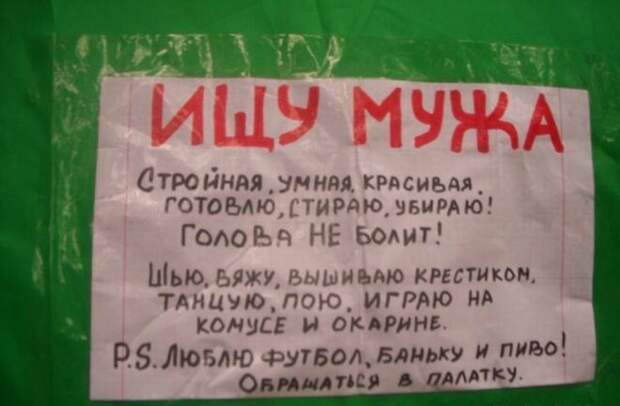 ИЩУ МУЖА
СТРОЙНАЯ, УМНАЯ, КРАСИВАЯ,
ГОТОВЛЮ, СТИРАЮ, УБИРАЮ!
ГОЛОВА НЕ БОЛИТ!
ШЬЮ, ВЯЖУ, ВЫШИВАЮ КРЕСТИКОМ,
ТАНЦУЮ, ПОЮ, ИГРАЮ НА
КОМУСЕ И ОКАРИНЕ.
P.S. ЛЮБЛЮ ФУТБОЛ, БАНЬКУ И ПИВО!
ОБРАЩАТЬСЯ В ПАЛАТКУ.